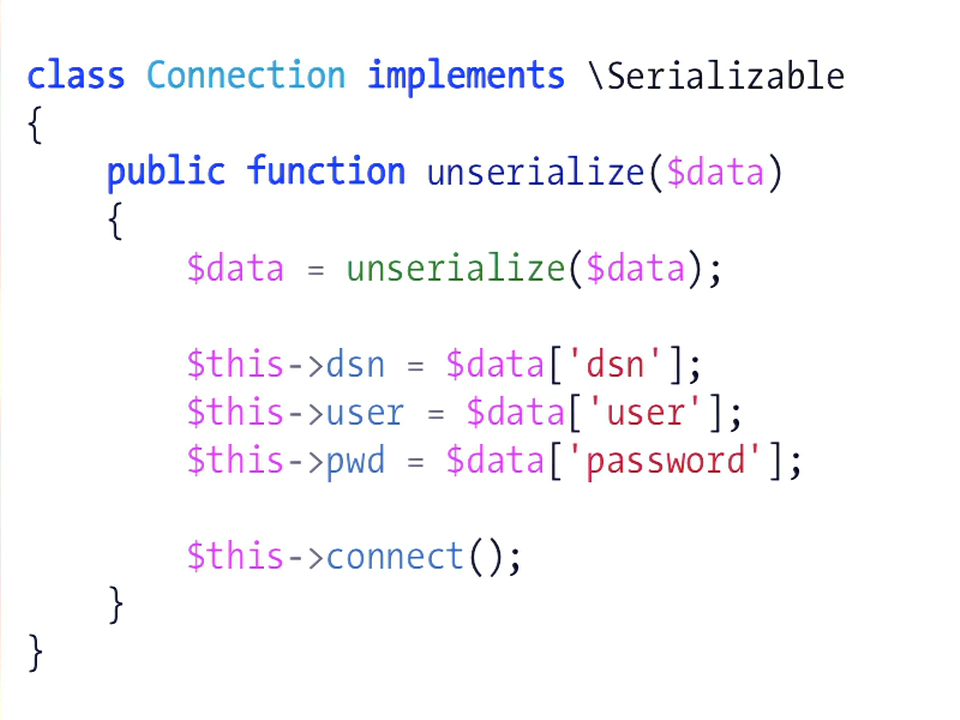 class Connection implements \Serializable
{
    public function unserialize($data)
    {
        $data = unserialize($data);

        $this->dsn = $data['dsn'];
        $this->user = $data['user'];
        $this->pwd = $data['password'];

        $this->connect();
    }
}